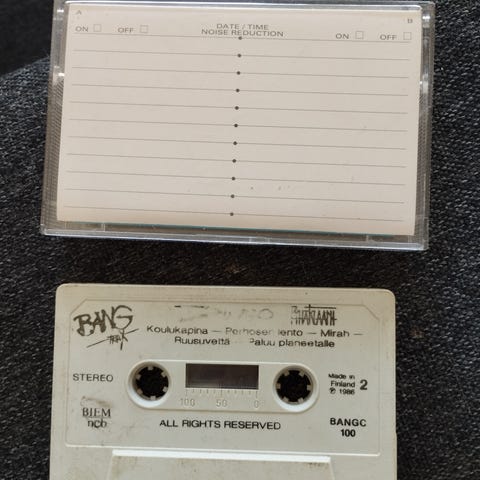 A B
ON OFF DATE / TIME ON OFF
NOISE REDUCTION
BANG
Koulukapina — Perhosen lento — Mirah —
Ruusuvettä — Paluu planeetalle
STEREO
100 50 0
Made in
Finland
℗ 1986
2
BIEM
ncb
ALL RIGHTS RESERVED
BANGC
100